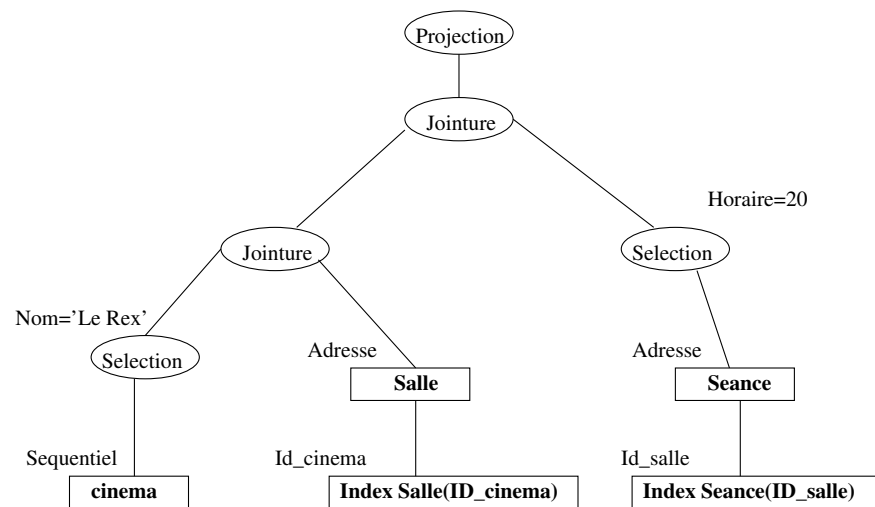 Projection
Jointure
Horaire=20
Jointure
Selection
Nom='Le Rex'
Selection
Adresse
Adresse
Salle
Seance
Sequentiel
Id_cinema
Id_salle
cinema
Index Salle(ID_cinema)
Index Seance(ID_salle)